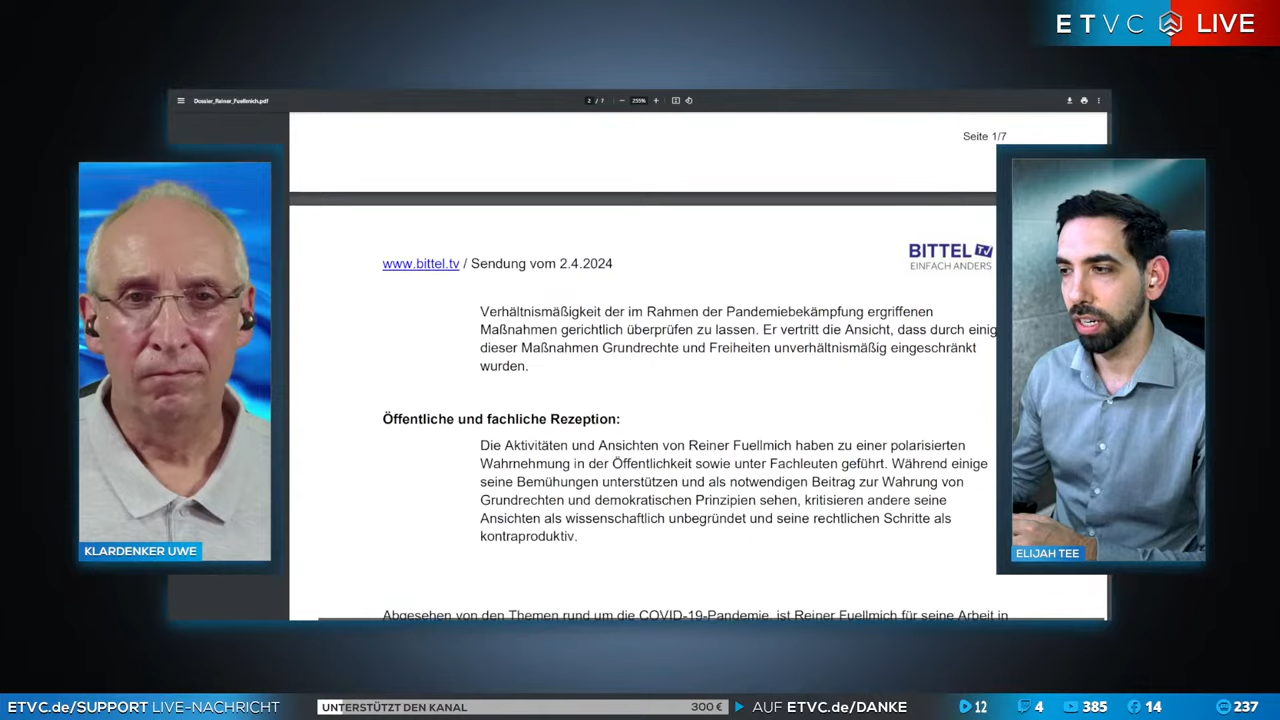 ETVC LIVE
Dossier_Reiner_Fuellmich.pdf
2 / 7
255%
Seite 1/7
www.bittel.tv / Sendung vom 2.4.2024
BITTEL TV
EINFACH ANDERS
Verhältnismäßigkeit der im Rahmen der Pandemiebekämpfung ergriffenen
Maßnahmen gerichtlich überprüfen zu lassen. Er vertritt die Ansicht, dass durch einig
dieser Maßnahmen Grundrechte und Freiheiten unverhältnismäßig eingeschränkt
wurden.
Öffentliche und fachliche Rezeption:
Die Aktivitäten und Ansichten von Reiner Fuellmich haben zu einer polarisierten
Wahrnehmung in der Öffentlichkeit sowie unter Fachleuten geführt. Während einige
seine Bemühungen unterstützen und als notwendigen Beitrag zur Wahrung von
Grundrechten und demokratischen Prinzipien sehen, kritisieren andere seine
Ansichten als wissenschaftlich unbegründet und seine rechtlichen Schritte als
kontraproduktiv.
Abgesehen von den Themen rund um die COVID-19-Pandemie, ist Reiner Fuellmich für seine Arbeit in
KLARDENKER UWE
ELIJAH TEE
ETVC.de/SUPPORT LIVE-NACHRICHT
UNTERSTÜTZT DEN KANAL
300 €
AUF ETVC.de/DANKE
12
4
385
14
237